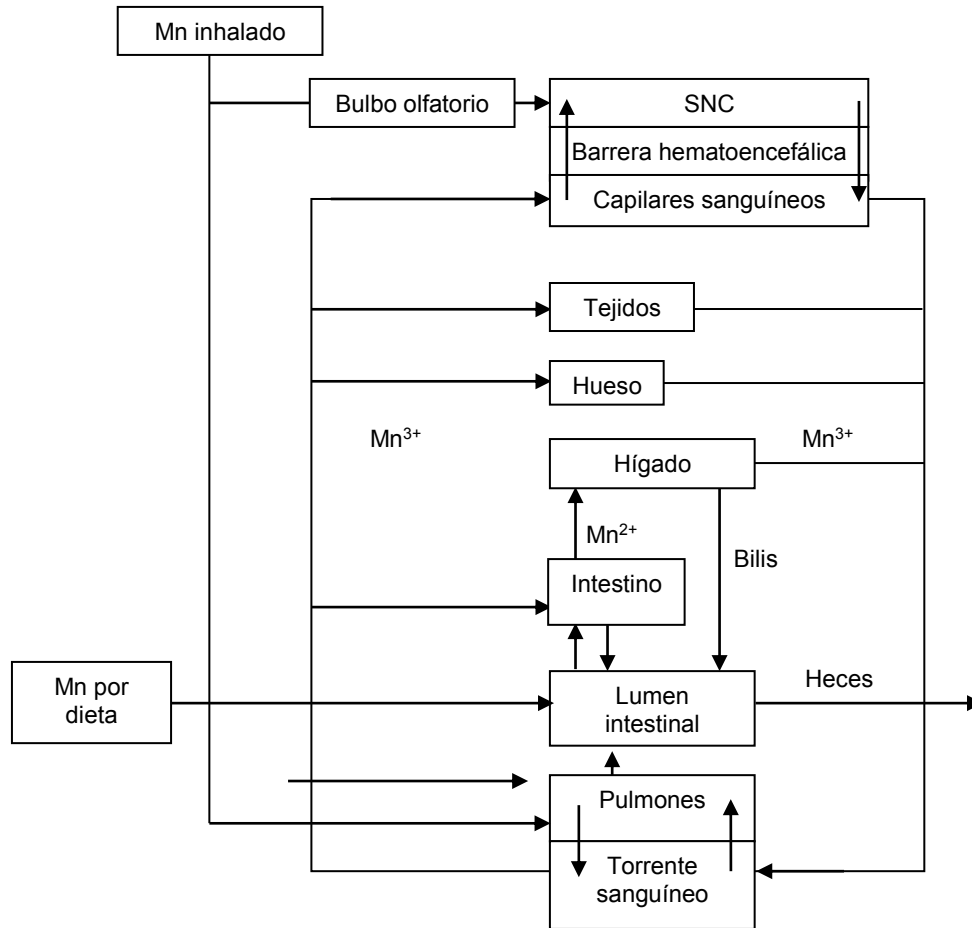 Mn inhalado
Bulbo olfatorio
SNC
Barrera hematoencefálica
Capilares sanguíneos
Tejidos
Hueso
Mn³⁺
Mn³⁺
Hígado
Mn²⁺
Bilis
Intestino
Mn por
dieta
Lumen
intestinal
Heces
Pulmones
Torrente
sanguíneo